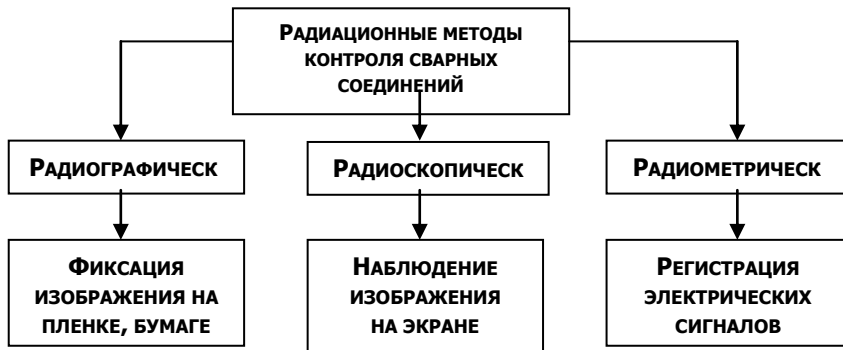 Радиационные методы
контроля сварных
соединений
Радиографическ
Радиоскопическ
Радиометрическ
Фиксация
изображения на
пленке, бумаге
Наблюдение
изображения
на экране
Регистрация
электрических
сигналов